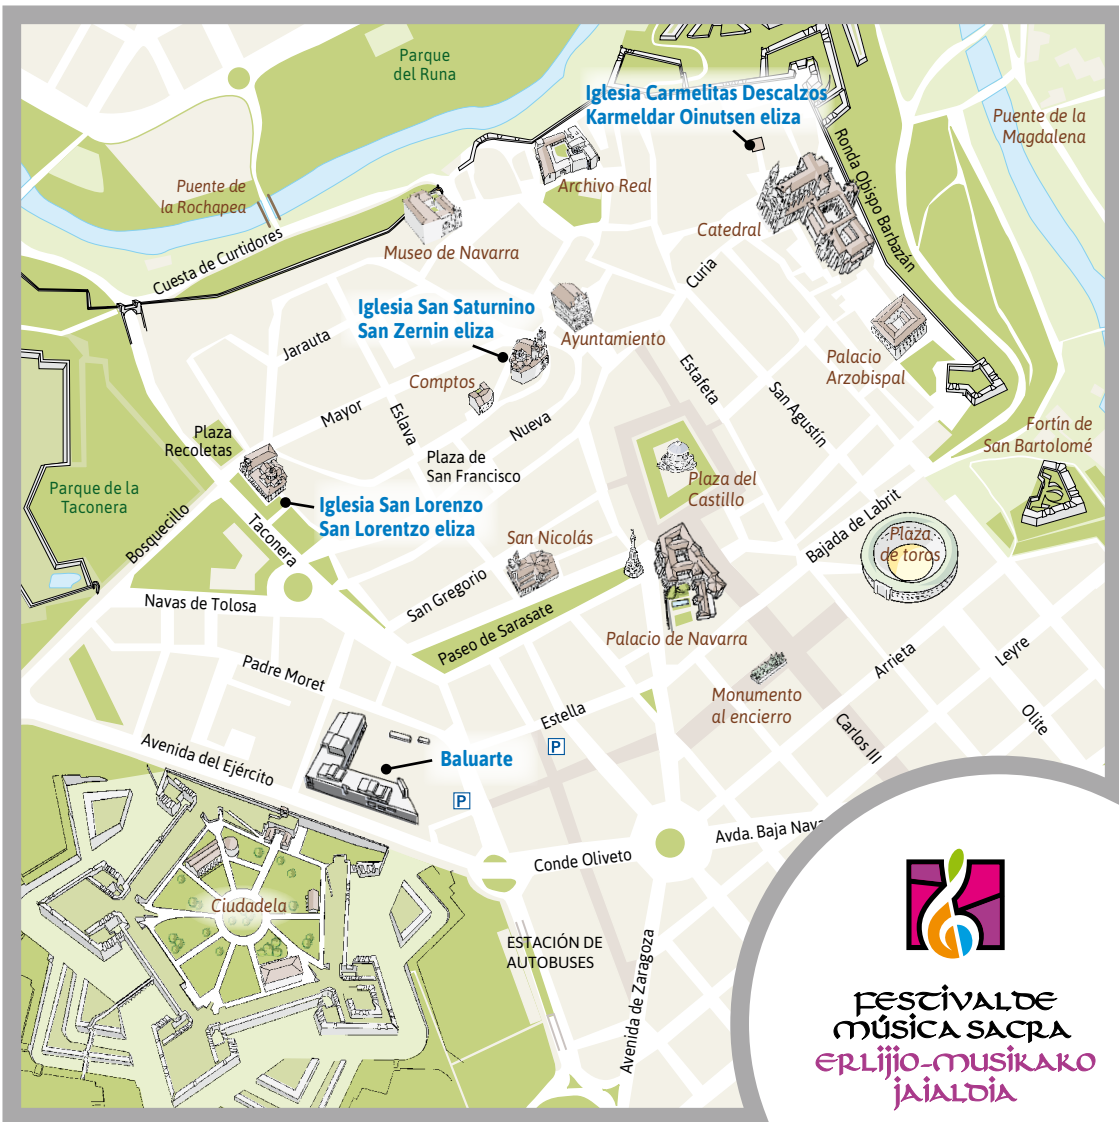 Parque
del Runa
Iglesia Carmelitas Descalzos
Karmeldar Oinutsen eliza
Puente de la
Magdalena
Ronda Obispo Barbazán
Puente de
la Rochapea
Archivo Real
Catedral
Museo de Navarra
Cuesta de Curtidores
Curia
Iglesia San Saturnino
San Zernin eliza
Jarauta
Ayuntamiento
Palacio
Arzobispal
Comptos
Estafeta
San Agustín
Mayor
Eslava
Nueva
Plaza
Recoletas
Plaza de
San Francisco
Fortín de
San Bartolomé
Parque de la
Taconera
Plaza del
Castillo
Iglesia San Lorenzo
San Lorentzo eliza
Bosquecillo
Taconera
San Nicolás
Bajada de Labrit
Plaza
de toros
Navas de Tolosa
San Gregorio
Paseo de Sarasate
Palacio de Navarra
Arrieta
Leyre
Padre Moret
Monumento
al encierro
Estella
Olite
Carlos III
Avenida del Ejército
P
Baluarte
P
Avda. Baja Nava
Conde Oliveto
Ciudadela
ESTACIÓN DE
AUTOBUSES
Avenida de Zaragoza
FESTIVAL DE
MÚSICA SACRA
ERLIJIO-MUSIKAKO
JAIALDIA